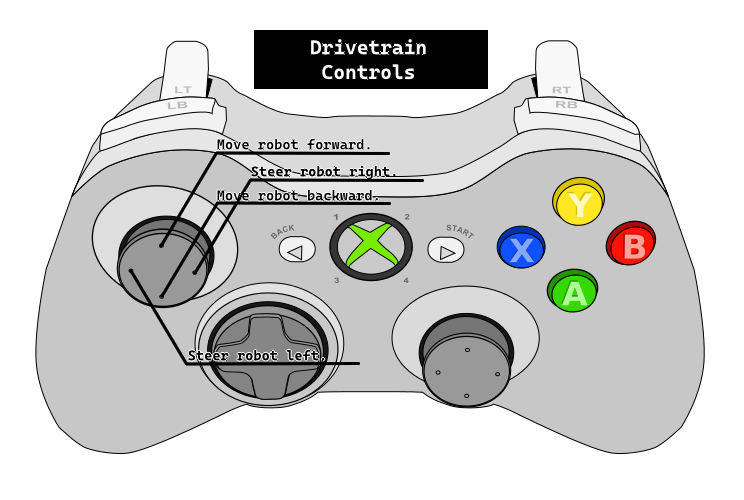 Drivetrain
Controls
LT
RT
LB
RB
Move robot forward.
Steer robot right.
Move robot backward.
1
2
BACK
START
Y
X
B
A
3
4
Steer robot left.